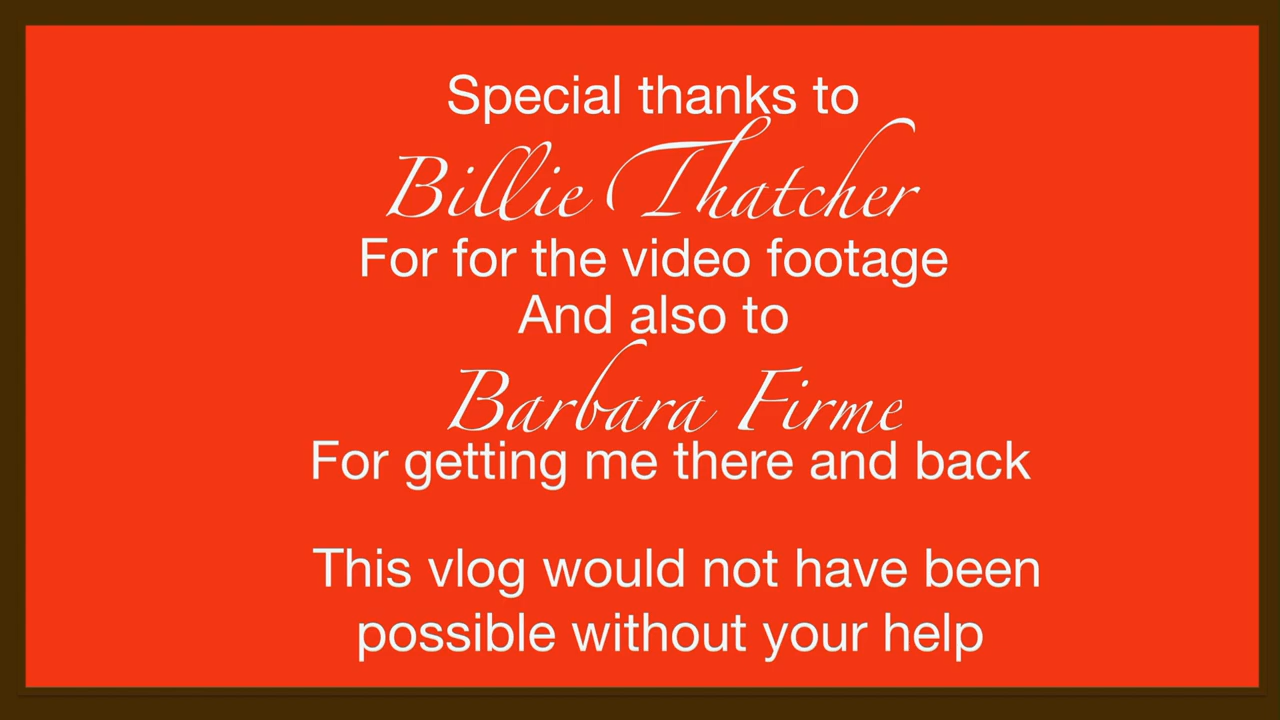 Special thanks to
Billie Thatcher
For for the video footage
And also to
Barbara Firme
For getting me there and back
This vlog would not have been
possible without your help